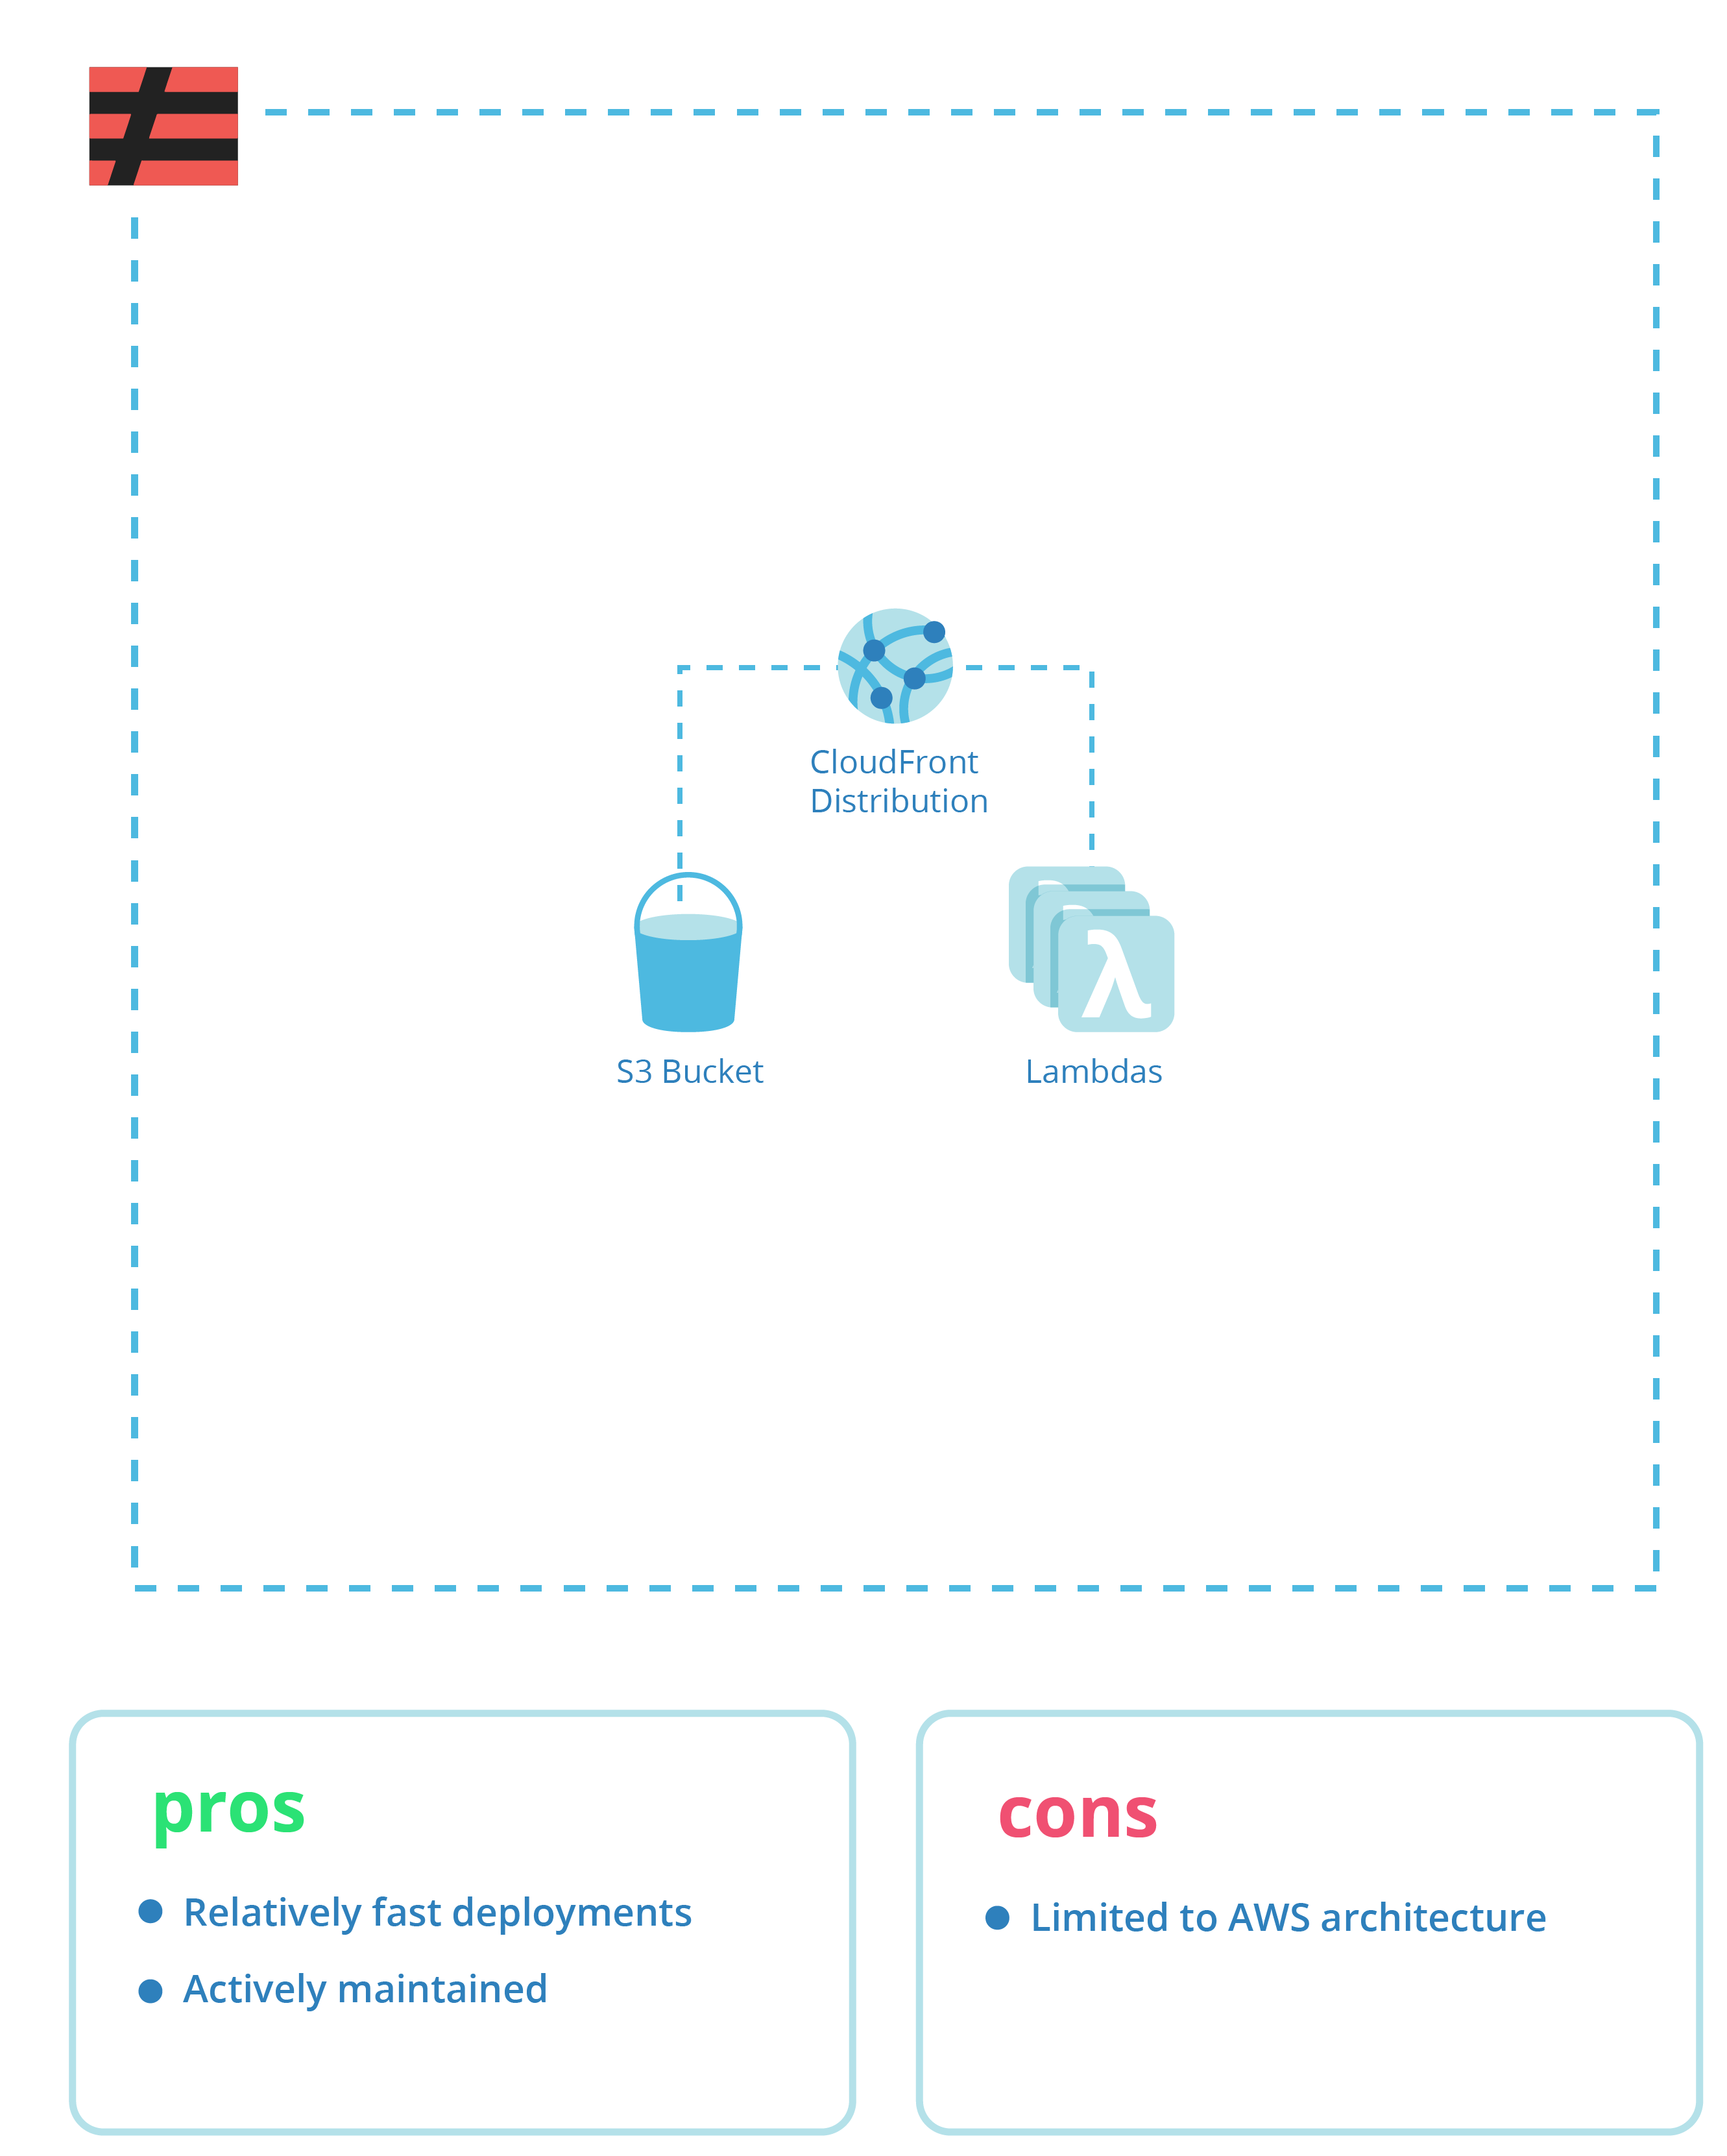 CloudFront
Distribution
S3 Bucket
λ
Lambdas
pros
Relatively fast deployments
Actively maintained
cons
Limited to AWS architecture